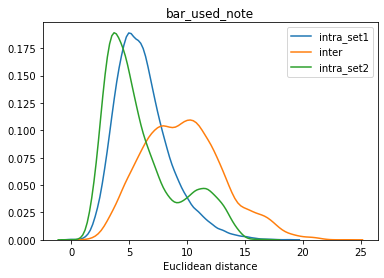 bar_used_note
intra_set1
inter
intra_set2
0.175
0.150
0.125
0.100
0.075
0.050
0.025
0.000
0 5 10 15 20 25
Euclidean distance